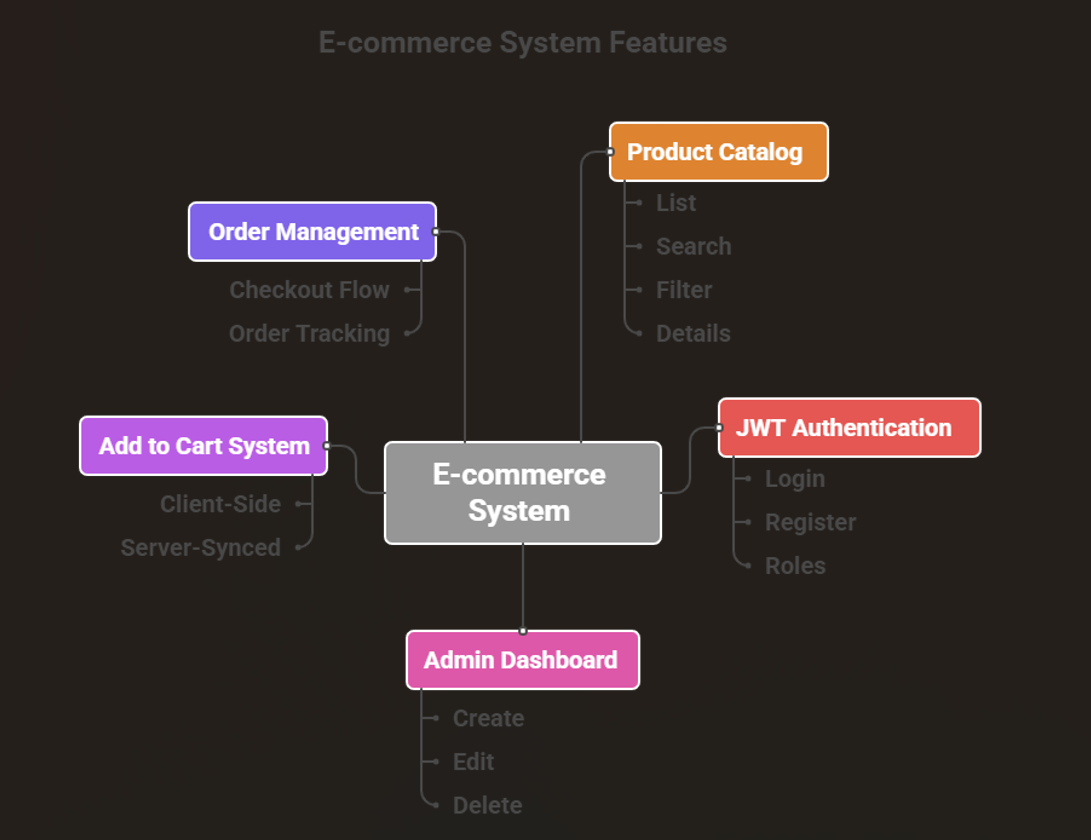 E-commerce System Features
Product Catalog
List
Search
Filter
Details
Order Management
Checkout Flow
Order Tracking
JWT Authentication
Login
Register
Roles
Add to Cart System
Client-Side
Server-Synced
E-commerce
System
Admin Dashboard
Create
Edit
Delete